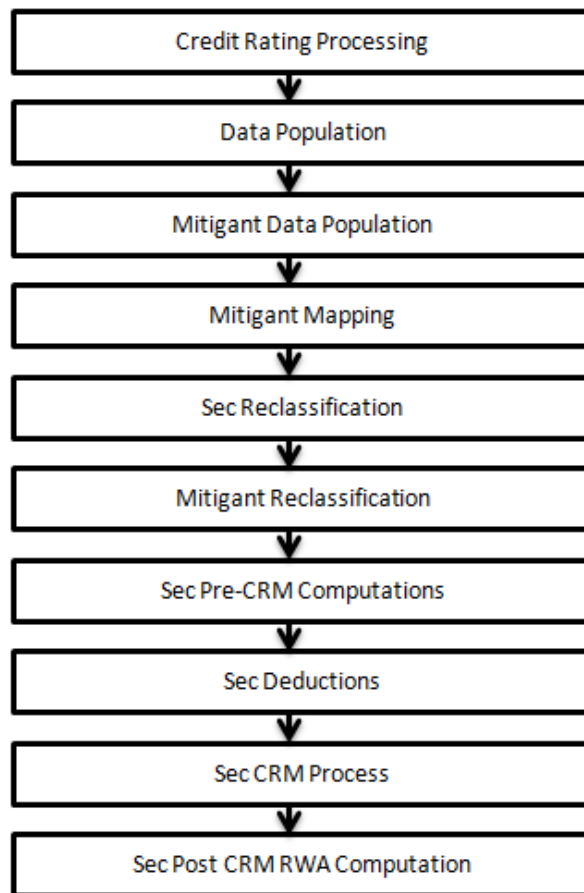 Credit Rating Processing
Data Population
Mitigant Data Population
Mitigant Mapping
Sec Reclassification
Mitigant Reclassification
Sec Pre-CRM Computations
Sec Deductions
Sec CRM Process
Sec Post CRM RWA Computation